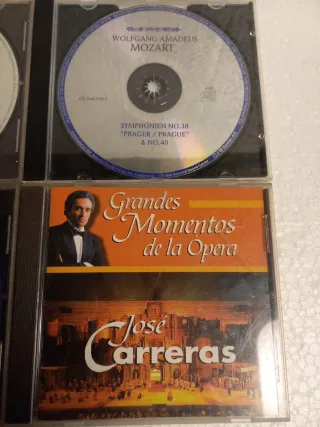 WOLFGANG AMADEUS
MOZART
SYMPHONIEN NO.38
"PRAGER / PRAGUE"
& NO.40
Grandes
Momentos
de la Opera
José
Carreras